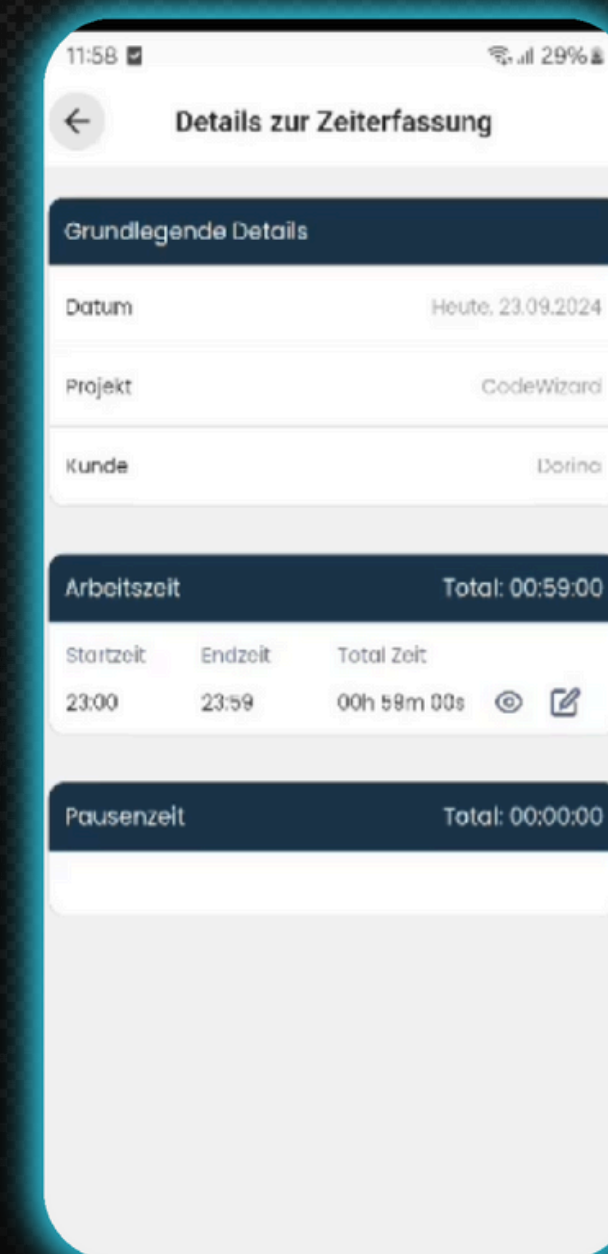 11:58 29%
Details zur Zeiterfassung
Grundlegende Details
Datum Heute, 23.09.2024
Projekt CodeWizard
Kunde Dorina
Arbeitszeit Total: 00:59:00
Startzeit Endzeit Total Zeit
23:00 23:59 00h 59m 00s
Pausenzeit Total: 00:00:00